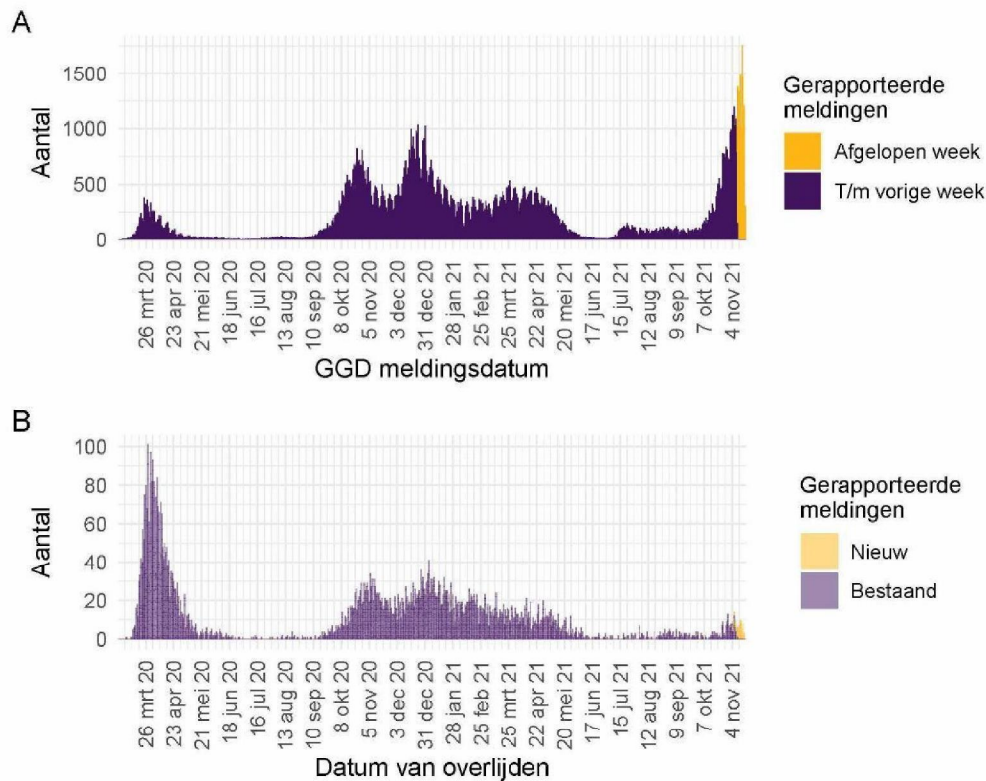 A
Aantal
1500
1000
500
0
26 mrt 20
23 apr 20
21 mei 20
18 jun 20
16 jul 20
13 aug 20
10 sep 20
8 okt 20
5 nov 20
3 dec 20
31 dec 20
28 jan 21
25 feb 21
25 mrt 21
22 apr 21
20 mei 21
17 jun 21
15 jul 21
12 aug 21
9 sep 21
7 okt 21
4 nov 21
GGD meldingsdatum
Gerapporteerde
meldingen
Afgelopen week
T/m vorige week
B
Aantal
100
80
60
40
20
0
26 mrt 20
23 apr 20
21 mei 20
18 jun 20
16 jul 20
13 aug 20
10 sep 20
8 okt 20
5 nov 20
3 dec 20
31 dec 20
28 jan 21
25 feb 21
25 mrt 21
22 apr 21
20 mei 21
17 jun 21
15 jul 21
12 aug 21
9 sep 21
7 okt 21
4 nov 21
Datum van overlijden
Gerapporteerde
meldingen
Nieuw
Bestaand